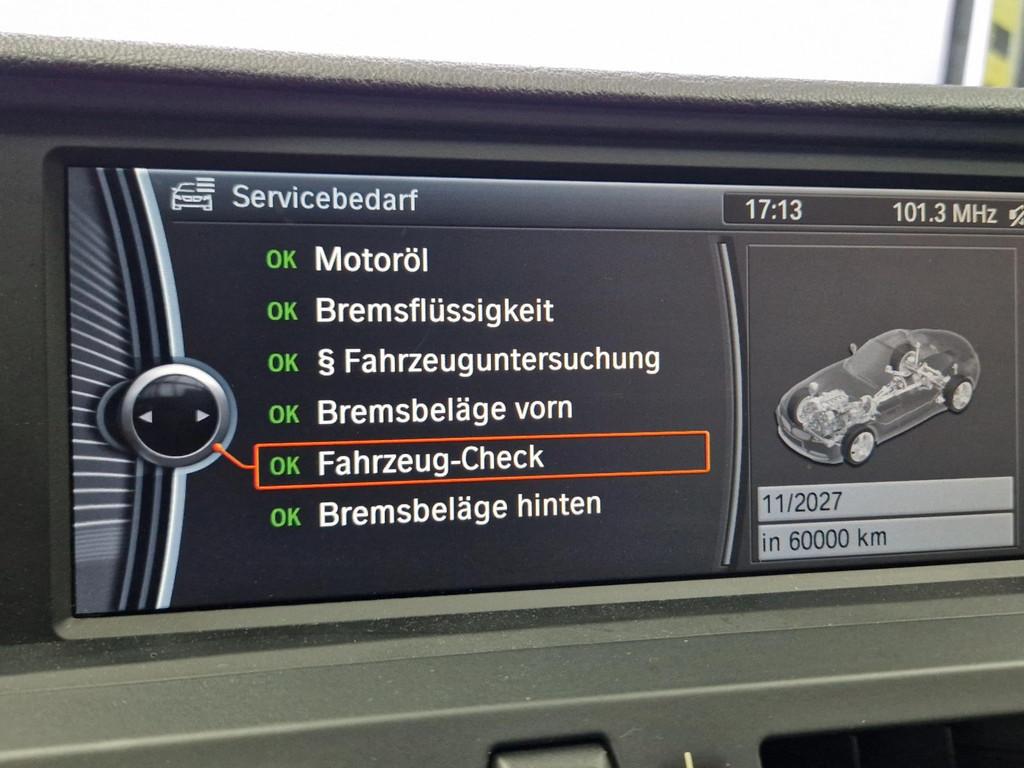 Servicebedarf
17:13
101.3 MHz
OK Motoröl
OK Bremsflüssigkeit
OK § Fahrzeuguntersuchung
OK Bremsbeläge vorn
OK Fahrzeug-Check
OK Bremsbeläge hinten
11/2027
in 60000 km